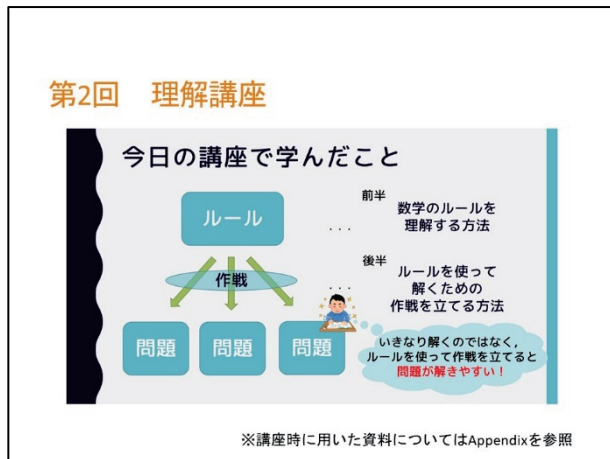 第2回　理解講座
今日の講座で学んだこと
ルール
・・・
前半
数学のルールを
理解する方法
作戦
・・・
後半
ルールを使って
解くための
作戦を立てる方法
問題
問題
問題
いきなり解くのではなく，
ルールを使って作戦を立てると
問題が解きやすい！
※講座時に用いた資料についてはAppendixを参照